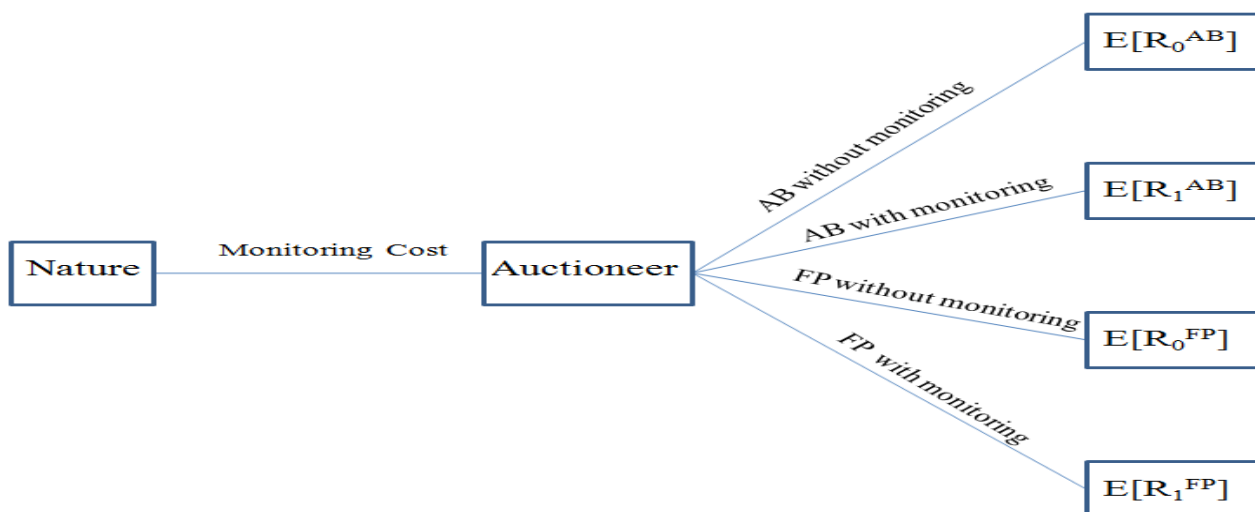 Nature
Monitoring Cost
Auctioneer
AB without monitoring
E[R₀ᴬᴮ]
AB with monitoring
E[R₁ᴬᴮ]
FP without monitoring
E[R₀ᶠᴾ]
FP with monitoring
E[R₁ᶠᴾ]